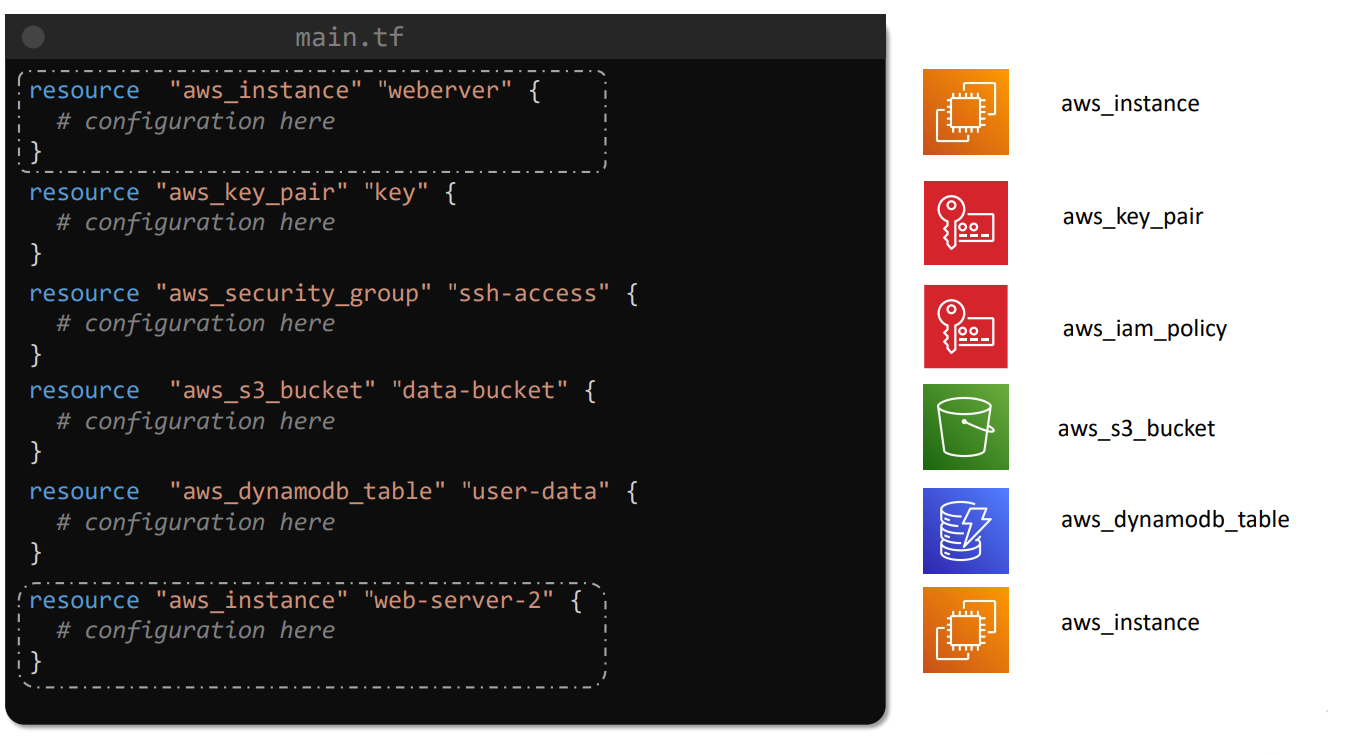 main.tf
resource  "aws_instance" "weberver" {
  # configuration here
}
resource "aws_key_pair" "key" {
  # configuration here
}
resource "aws_security_group" "ssh-access" {
  # configuration here
}
resource  "aws_s3_bucket" "data-bucket" {
  # configuration here
}
resource  "aws_dynamodb_table" "user-data" {
  # configuration here
}
resource "aws_instance" "web-server-2" {
  # configuration here
}
aws_instance
aws_key_pair
aws_iam_policy
aws_s3_bucket
aws_dynamodb_table
aws_instance